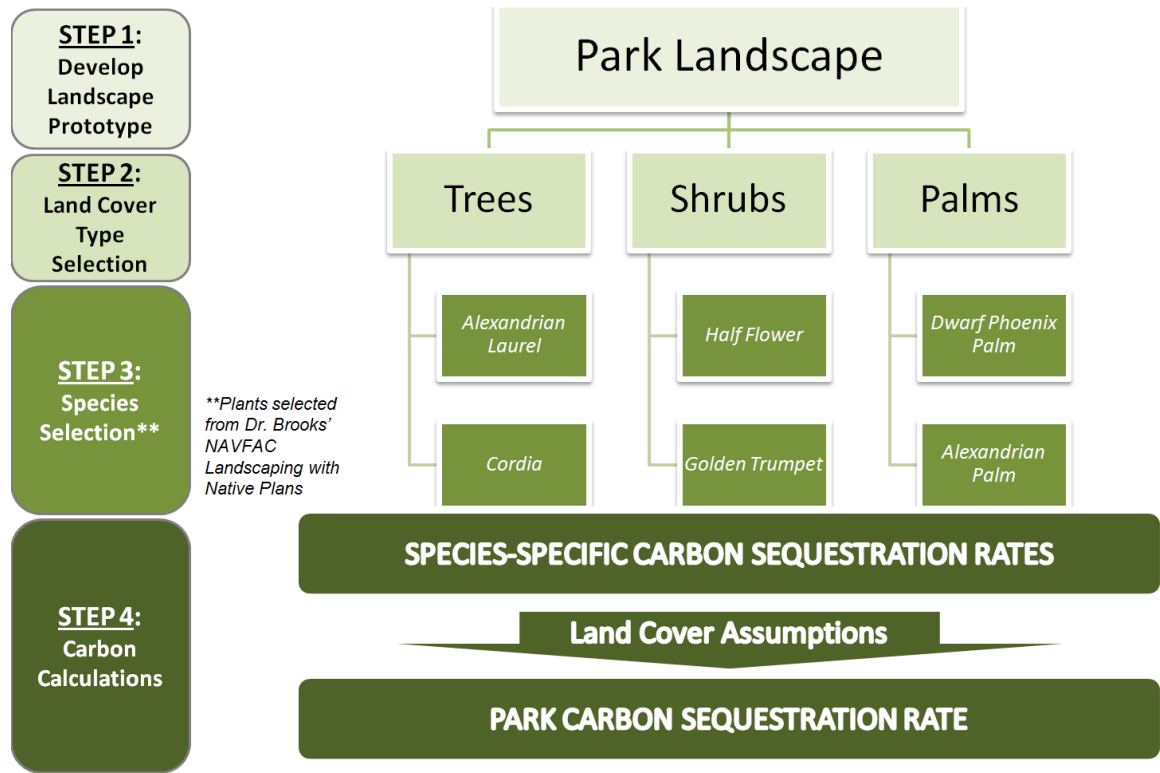 STEP 1:
Develop
Landscape
Prototype
Park Landscape
STEP 2:
Land Cover
Type
Selection
Trees
Shrubs
Palms
STEP 3:
Species
Selection**
**Plants selected
from Dr. Brooks’
NAVFAC
Landscaping with
Native Plans
Alexandrian
Laurel
Half Flower
Dwarf Phoenix
Palm
Cordia
Golden Trumpet
Alexandrian
Palm
STEP 4:
Carbon
Calculations
SPECIES-SPECIFIC CARBON SEQUESTRATION RATES
Land Cover Assumptions
PARK CARBON SEQUESTRATION RATE